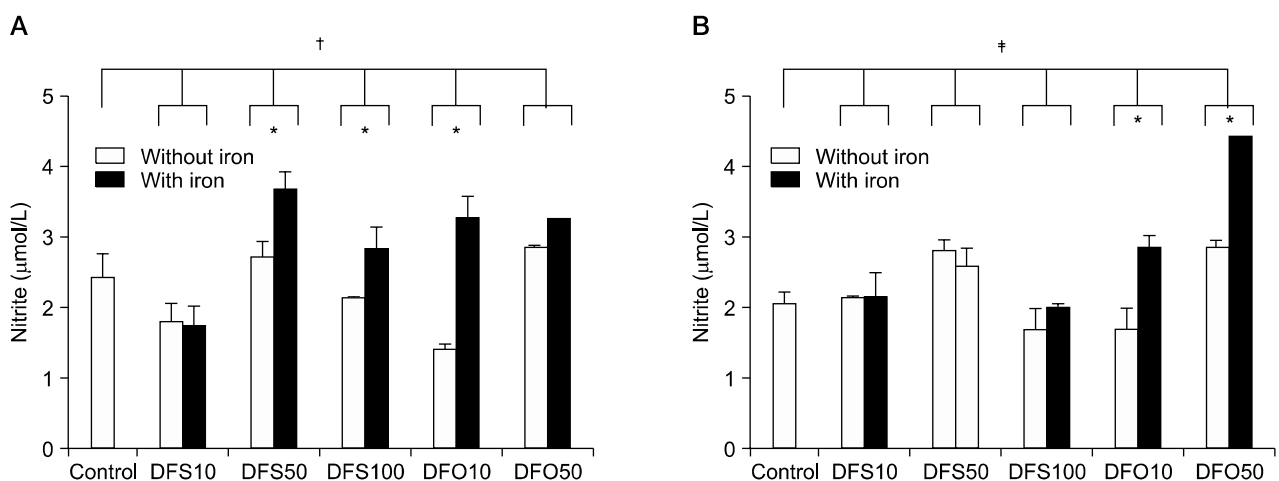 A
†
5
* * *
Without iron
With iron
4
3
2
1
0
Nitrite (μmol/L)
Control DFS10 DFS50 DFS100 DFO10 DFO50
B
ǂ
5
* *
Without iron
With iron
4
3
2
1
0
Nitrite (μmol/L)
Control DFS10 DFS50 DFS100 DFO10 DFO50